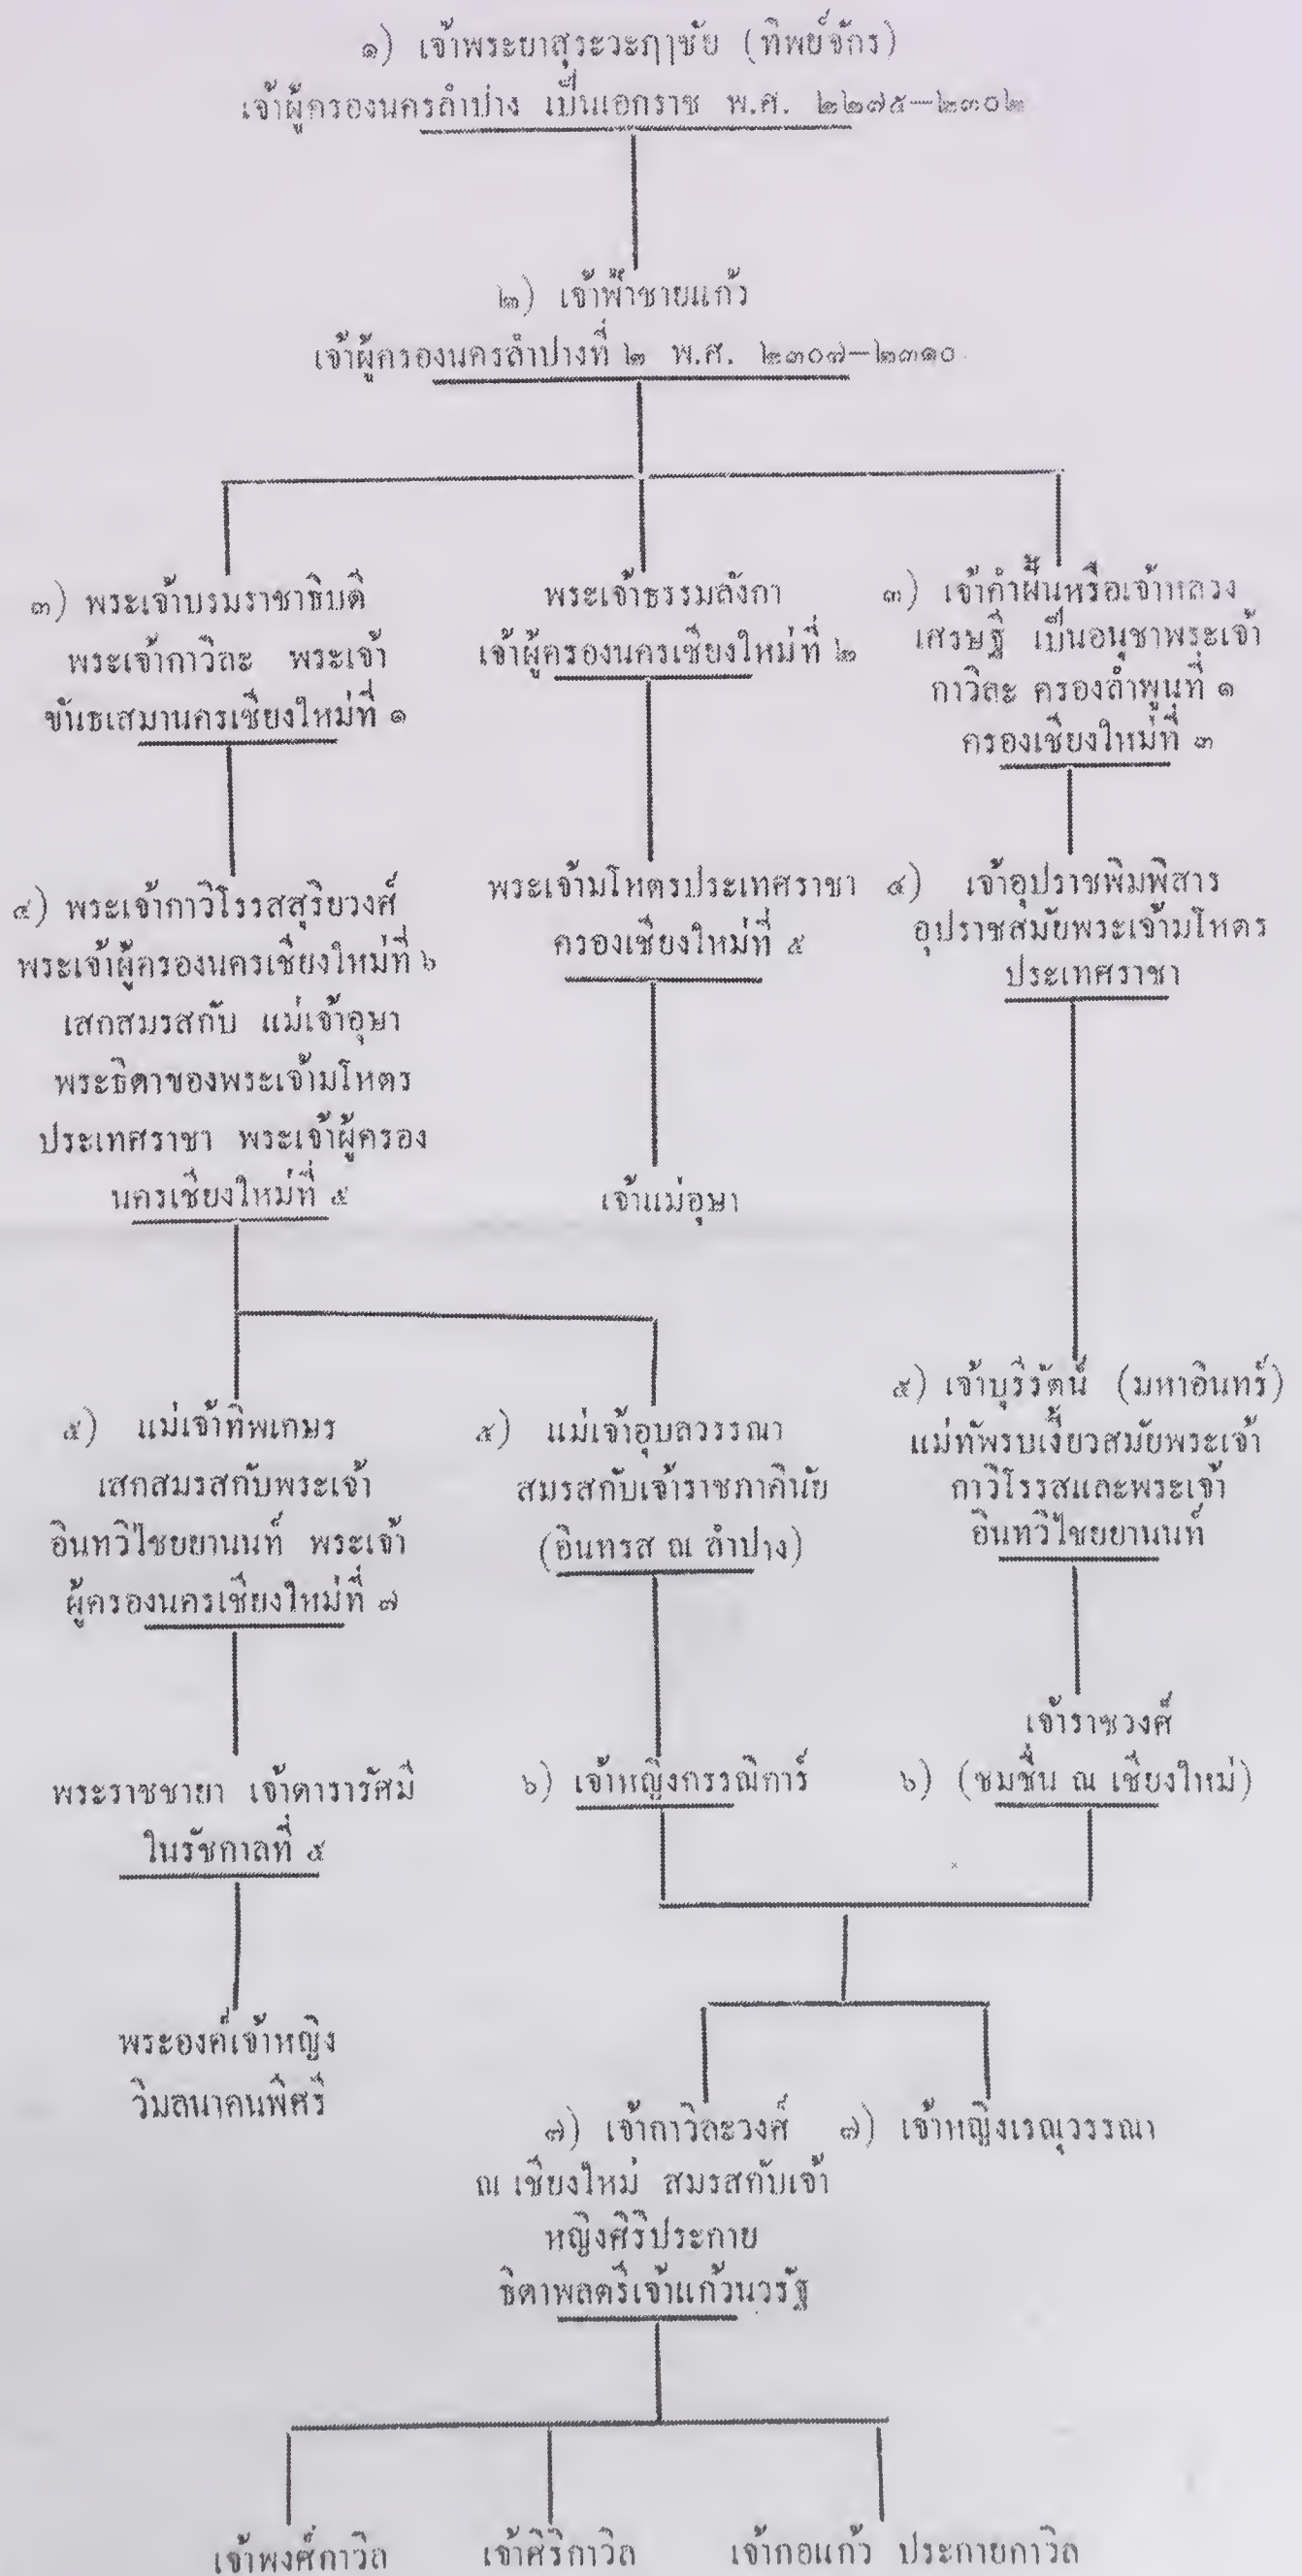 ๑) เจ้าพระยาสุระวะฦๅชัย (ทิพย์จักร)
เจ้าผู้ครองนครลำปาง เป็นเอกราช พ.ศ. ๒๒๗๕–๒๓๐๒
๒) เจ้าฟ้าชายแก้ว
เจ้าผู้ครองนครลำปางที่ ๒ พ.ศ. ๒๓๐๗–๒๓๑๐
๓) พระเจ้าบรมราชาธิบดี
พระเจ้ากาวิละ พระเจ้า
ขันธเสมานครเชียงใหม่ที่ ๑
พระเจ้าธรรมลังกา
เจ้าผู้ครองนครเชียงใหม่ที่ ๒
๓) เจ้าคำฝั้นหรือเจ้าหลวง
เศรษฐี เป็นอนุชาพระเจ้า
กาวิละ ครองลำพูนที่ ๑
ครองเชียงใหม่ที่ ๓
๔) พระเจ้ากาวิโรรสสุริยวงศ์
พระเจ้าผู้ครองนครเชียงใหม่ที่ ๖
เสกสมรสกับ แม่เจ้าอุษา
พระธิดาของพระเจ้ามโหตร
ประเทศราชา พระเจ้าผู้ครอง
นครเชียงใหม่ที่ ๕
พระเจ้ามโหตรประเทศราชา
ครองเชียงใหม่ที่ ๕
เจ้าแม่อุษา
๔) เจ้าอุปราชพิมพิสาร
อุปราชสมัยพระเจ้ามโหตร
ประเทศราชา
๕) แม่เจ้าทิพเกษร
เสกสมรสกับพระเจ้า
อินทวิไชยยานนท์ พระเจ้า
ผู้ครองนครเชียงใหม่ที่ ๗
๕) แม่เจ้าอุบลวรรณา
สมรสกับเจ้าราชภาคินัย
(อินทรส ณ ลำปาง)
๕) เจ้าบุรีรัตน์ (มหาอินทร์)
แม่ทัพรบเงี้ยวสมัยพระเจ้า
กาวิโรรสและพระเจ้า
อินทวิไชยยานนท์
พระราชชายา เจ้าดารารัศมี
ในรัชกาลที่ ๕
๖) เจ้าหญิงกรรณิการ์
เจ้าราชวงศ์
๖) (ชมชื่น ณ เชียงใหม่)
พระองค์เจ้าหญิง
วิมลนาคนพิศรี
๗) เจ้ากาวิละวงศ์
ณ เชียงใหม่ สมรสกับเจ้า
หญิงศิริประกาย
ธิดาพลตรีเจ้าแก้วนวรัฐ
๗) เจ้าหญิงเรณุวรรณา
เจ้าพงศ์กาวิล
เจ้าศิริกาวิล
เจ้ากอแก้ว ประกายกาวิล